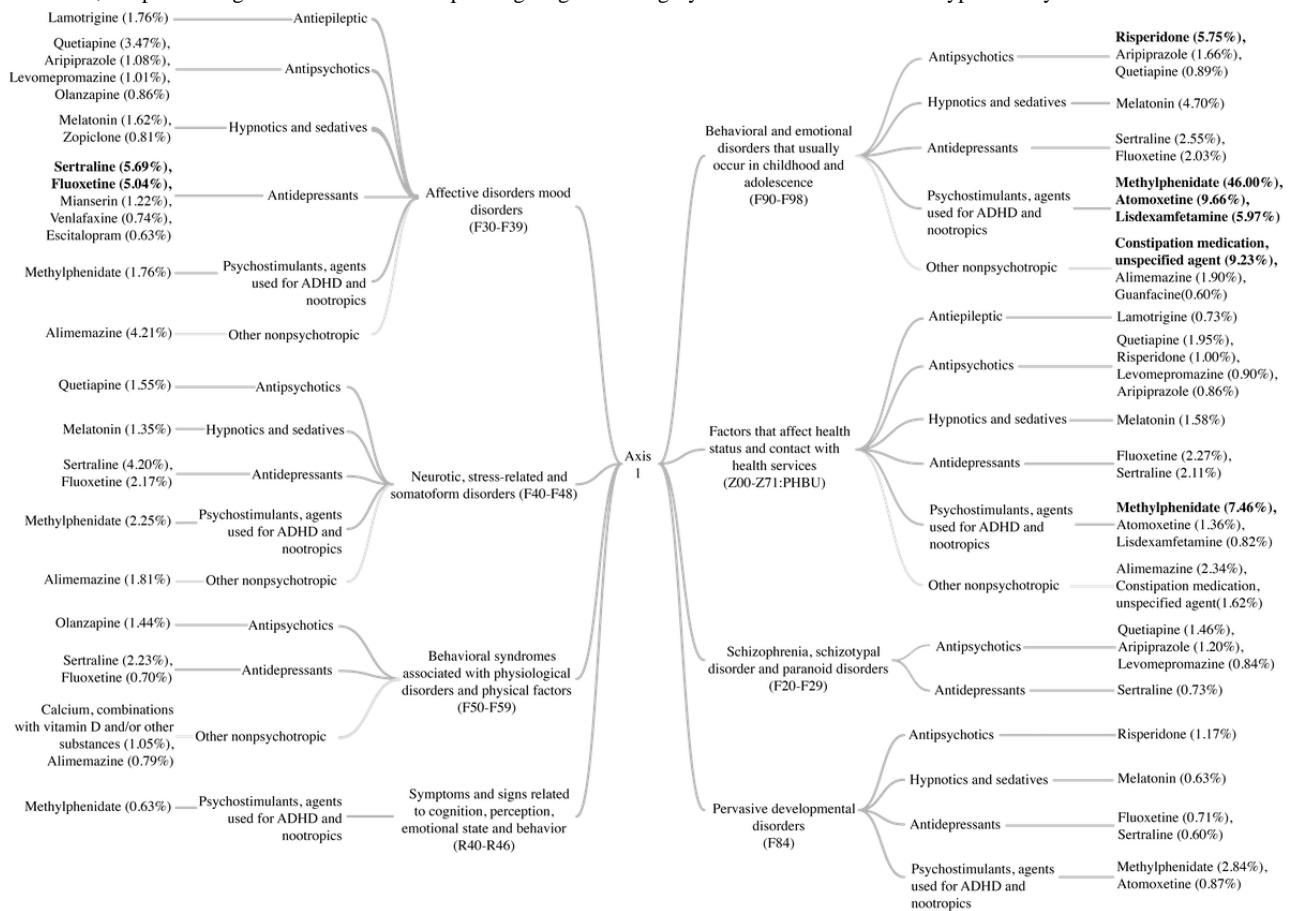 Lamotrigine (1.76%)
Antiepileptic
Quetiapine (3.47%),
Aripiprazole (1.08%),
Levomepromazine (1.01%),
Olanzapine (0.86%)
Antipsychotics
Melatonin (1.62%)
Zopiclone (0.81%)
Hypnotics and sedatives
Sertraline (5.69%),
Fluoxetine (5.04%),
Mianserin (1.22%),
Venlafaxine (0.74%),
Escitalopram (0.63%)
Antidepressants
Methylphenidate (1.76%)
Psychostimulants, agents
used for ADHD and
nootropics
Alimemazine (4.21%)
Other nonpsychotropic
Affective disorders mood
disorders
(F30-F39)
Quetiapine (1.55%)
Antipsychotics
Melatonin (1.35%)
Hypnotics and sedatives
Sertraline (4.20%)
Fluoxetine (2.17%)
Antidepressants
Methylphenidate (2.25%)
Psychostimulants, agents
used for ADHD and
nootropics
Alimemazine (1.81%)
Other nonpsychotropic
Neurotic, stress-related and
somatoform disorders (F40-F48)
Olanzapine (1.44%)
Antipsychotics
Sertraline (2.23%),
Fluoxetine (0.70%)
Antidepressants
Calcium, combinations
with vitamin D and/or other
substances (1.05%),
Alimemazine (0.79%)
Other nonpsychotropic
Behavioral syndromes
associated with physiological
disorders and physical factors
(F50-F59)
Methylphenidate (0.63%)
Psychostimulants, agents
used for ADHD and
nootropics
Symptoms and signs related
to cognition, perception,
emotional state and behavior
(R40-R46)
Axis
1
Behavioral and emotional
disorders that usually
occur in childhood and
adolescence
(F90-F98)
Antipsychotics
Risperidone (5.75%),
Aripiprazole (1.66%),
Quetiapine (0.89%)
Hypnotics and sedatives
Melatonin (4.70%)
Antidepressants
Sertraline (2.55%)
Fluoxetine (2.03%)
Psychostimulants, agents
used for ADHD and
nootropics
Methylphenidate (46.00%),
Atomoxetine (9.66%),
Lisdexamfetamine (5.97%)
Other nonpsychotropic
Constipation medication,
unspecified agent (9.23%),
Alimemazine (1.90%)
Guanfacine(0.60%)
Factors that affect health
status and contact with
health services
(Z00-Z71:PHBU)
Antiepileptic
Lamotrigine (0.73%)
Antipsychotics
Quetiapine (1.95%),
Risperidone (1.00%),
Levomepromazine (0.90%),
Aripiprazole (0.86%)
Hypnotics and sedatives
Melatonin (1.58%)
Antidepressants
Fluoxetine (2.27%),
Sertraline (2.11%)
Psychostimulants, agents
used for ADHD and
nootropics
Methylphenidate (7.46%),
Atomoxetine (1.36%),
Lisdexamfetamine (0.82%)
Other nonpsychotropic
Alimemazine (2.34%),
Constipation medication,
unspecified agent(1.62%)
Schizophrenia, schizotypal
disorder and paranoid disorders
(F20-F29)
Antipsychotics
Quetiapine (1.46%),
Aripiprazole (1.20%),
Levomepromazine (0.84%)
Antidepressants
Sertraline (0.73%)
Pervasive developmental
disorders
(F84)
Antipsychotics
Risperidone (1.17%)
Hypnotics and sedatives
Melatonin (0.63%)
Antidepressants
Fluoxetine (0.71%)
Sertraline (0.60%)
Psychostimulants, agents
used for ADHD and
nootropics
Methylphenidate (2.84%),
Atomoxetine (0.87%)